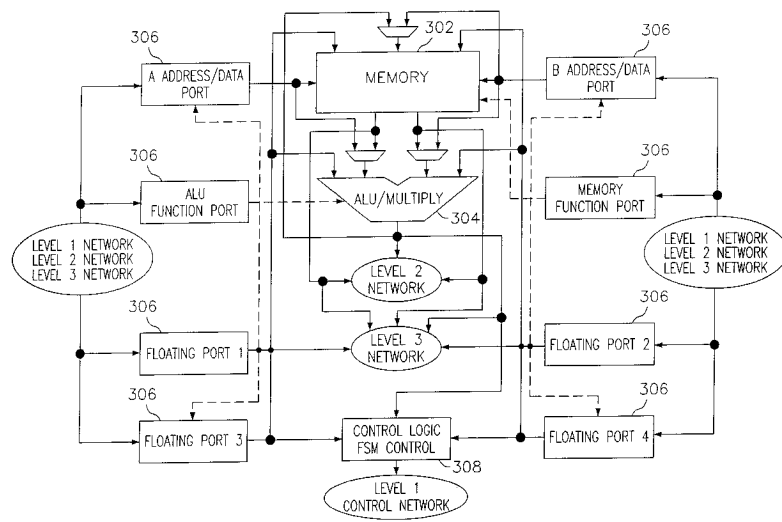 306
302
306
A ADDRESS/DATA
PORT
MEMORY
B ADDRESS/DATA
PORT
306
306
ALU
FUNCTION PORT
ALU/MULTIPLY
304
MEMORY
FUNCTION PORT
LEVEL 1 NETWORK
LEVEL 2 NETWORK
LEVEL 3 NETWORK
LEVEL 1 NETWORK
LEVEL 2 NETWORK
LEVEL 3 NETWORK
LEVEL 2
NETWORK
306
306
FLOATING PORT 1
LEVEL 3
NETWORK
FLOATING PORT 2
306
306
FLOATING PORT 3
CONTROL LOGIC
FSM CONTROL
FLOATING PORT 4
308
LEVEL 1
CONTROL NETWORK